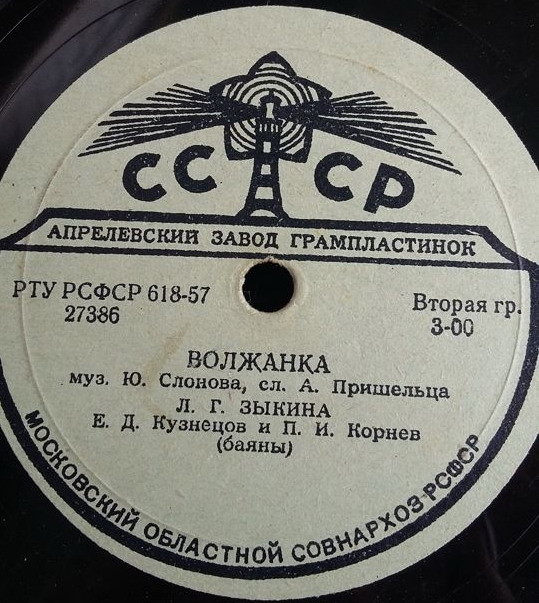 СССР
АПРЕЛЕВСКИЙ ЗАВОД ГРАМПЛАСТИНОК
РТУ РСФСР 618-57
27386
Вторая гр.
3-00
ВОЛЖАНКА
муз. Ю. Слонова, сл. А. Пришельца
Л. Г. ЗЫКИНА
Е. Д. Кузнецов и П. И. Корнев
(баяны)
МОСКОВСКИЙ ОБЛАСТНОЙ СОВНАРХОЗ-РСФСР